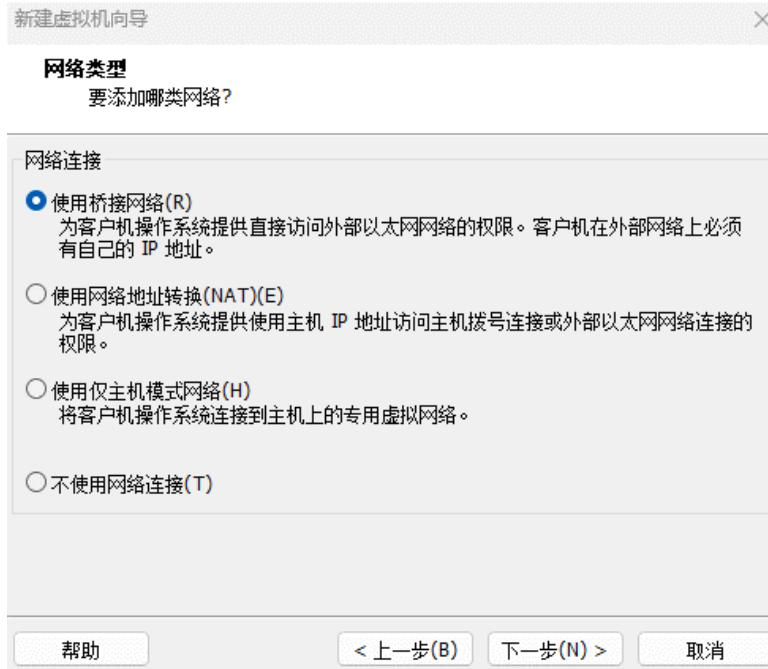 新建虚拟机向导
网络类型
要添加哪类网络?
网络连接
使用桥接网络(R)
为客户机操作系统提供直接访问外部以太网网络的权限。客户机在外部网络上必须
有自己的 IP 地址。
使用网络地址转换(NAT)(E)
为客户机操作系统提供使用主机 IP 地址访问主机拨号连接或外部以太网网络连接的
权限。
使用仅主机模式网络(H)
将客户机操作系统连接到主机上的专用虚拟网络。
不使用网络连接(T)
帮助
< 上一步(B)
下一步(N) >
取消